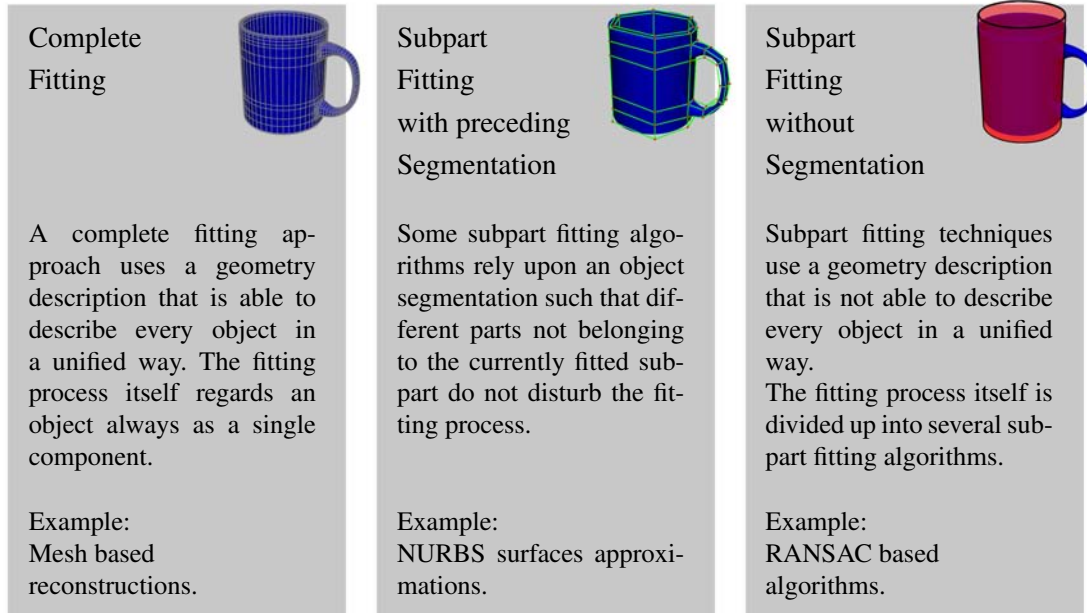 Complete
Fitting
A complete fitting ap-
proach uses a geometry
description that is able to
describe every object in
a unified way. The fitting
process itself regards an
object always as a single
component.
Example:
Mesh based
reconstructions.
Subpart
Fitting
with preceding
Segmentation
Some subpart fitting algo-
rithms rely upon an object
segmentation such that dif-
ferent parts not belonging
to the currently fitted sub-
part do not disturb the fit-
ting process.
Example:
NURBS surfaces approxi-
mations.
Subpart
Fitting
without
Segmentation
Subpart fitting techniques
use a geometry description
that is not able to describe
every object in a unified
way.
The fitting process itself is
divided up into several sub-
part fitting algorithms.
Example:
RANSAC based
algorithms.